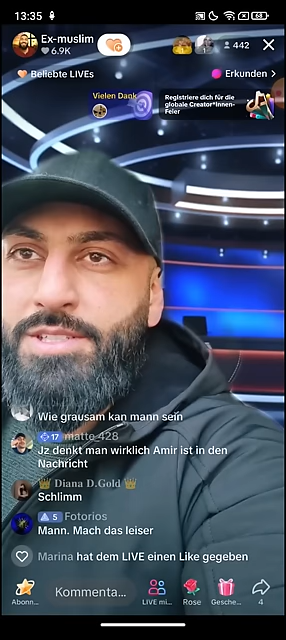 13:35
68
Ex-muslim
6.9K
442
Beliebte LIVEs
Erkunden
Vielen Dank
Registriere dich für die
globale Creator*innen-
Feier
Wie grausam kan mann sein
17 matte_428
Jz denkt man wirklich Amir ist in den
Nachricht
Diana D.Gold
Schlimm
5 Fotorios
Mann. Mach das leiser
Marina hat dem LIVE einen Like gegeben
Abonn...
Kommenta...
LIVE mi...
Rose
Gesche...
4